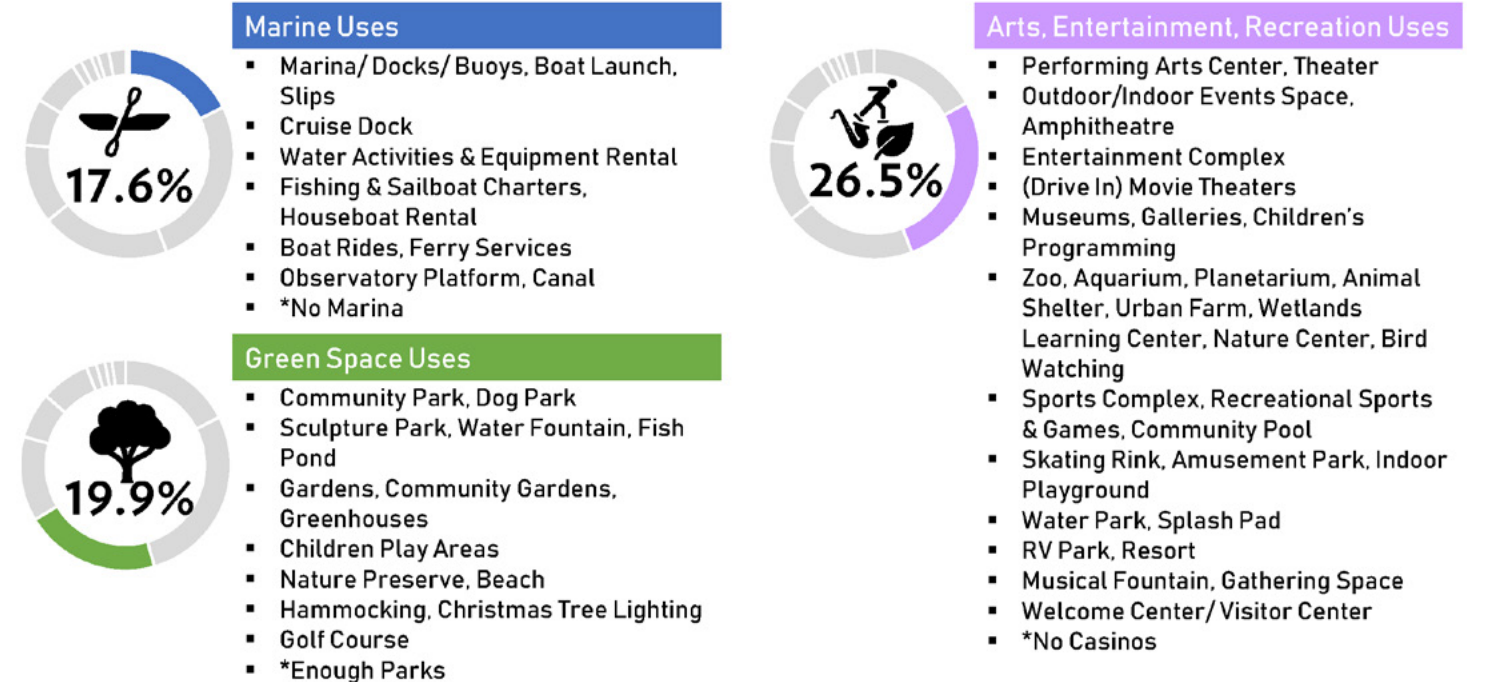 Marine Uses
17.6%
▪ Marina/Docks/Buoys, Boat Launch,
Slips
▪ Cruise Dock
▪ Water Activities & Equipment Rental
▪ Fishing & Sailboat Charters,
Houseboat Rental
▪ Boat Rides, Ferry Services
▪ Observatory Platform, Canal
▪ *No Marina
Green Space Uses
19.9%
▪ Community Park, Dog Park
▪ Sculpture Park, Water Fountain, Fish
Pond
▪ Gardens, Community Gardens,
Greenhouses
▪ Children Play Areas
▪ Nature Preserve, Beach
▪ Hammocking, Christmas Tree Lighting
▪ Golf Course
▪ *Enough Parks
Arts, Entertainment, Recreation Uses
26.5%
▪ Performing Arts Center, Theater
▪ Outdoor/Indoor Events Space,
Amphitheatre
▪ Entertainment Complex
▪ (Drive In) Movie Theaters
▪ Museums, Galleries, Children's
Programming
▪ Zoo, Aquarium, Planetarium, Animal
Shelter, Urban Farm, Wetlands
Learning Center, Nature Center, Bird
Watching
▪ Sports Complex, Recreational Sports
& Games, Community Pool
▪ Skating Rink, Amusement Park, Indoor
Playground
▪ Water Park, Splash Pad
▪ RV Park, Resort
▪ Musical Fountain, Gathering Space
▪ Welcome Center/Visitor Center
▪ *No Casinos